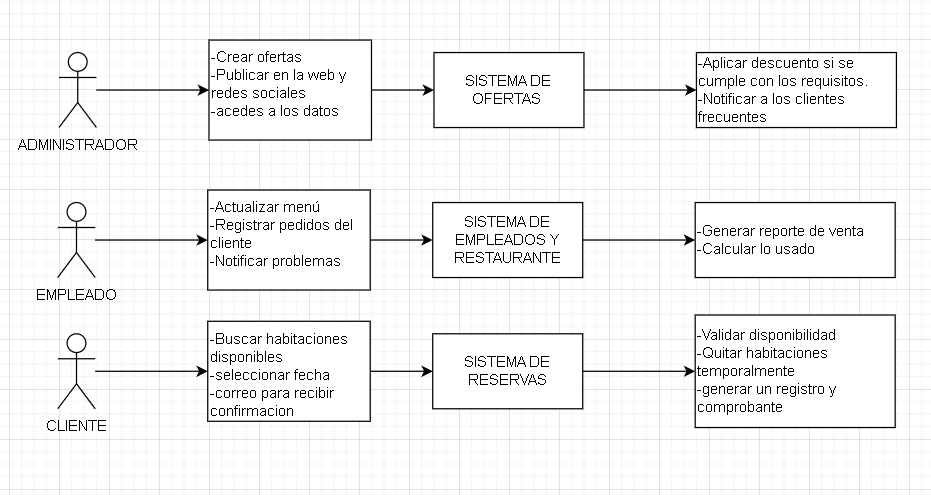 -Crear ofertas
-Publicar en la web y
redes sociales
-acedes a los datos
SISTEMA DE
OFERTAS
-Aplicar descuento si se
cumple con los requisitos.
-Notificar a los clientes
frecuentes
ADMINISTRADOR
-Actualizar menú
-Registrar pedidos del
cliente
-Notificar problemas
SISTEMA DE
EMPLEADOS Y
RESTAURANTE
-Generar reporte de venta
-Calcular lo usado
EMPLEADO
-Buscar habitaciones
disponibles
-seleccionar fecha
-correo para recibir
confirmacion
SISTEMA DE
RESERVAS
-Validar disponibilidad
-Quitar habitaciones
temporalmente
-generar un registro y
comprobante
CLIENTE